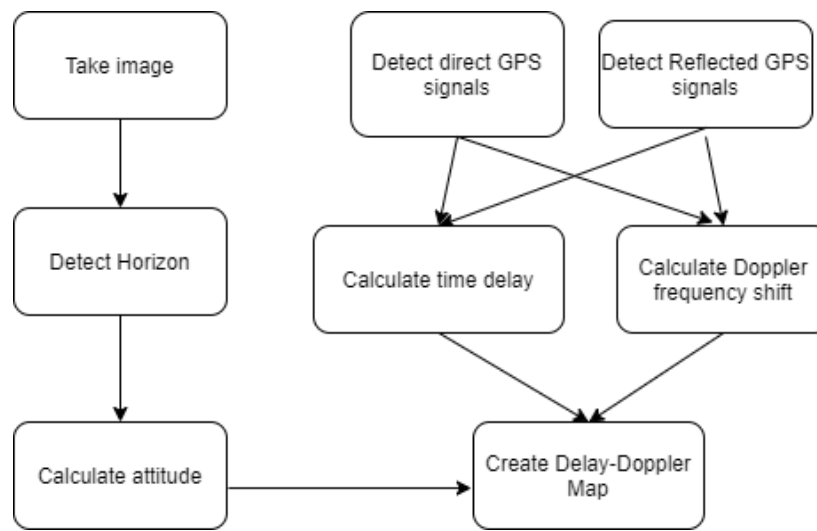 Take image
Detect direct GPS
signals
Detect Reflected GPS
signals
Detect Horizon
Calculate time delay
Calculate Doppler
frequency shift
Calculate attitude
Create Delay-Doppler
Map